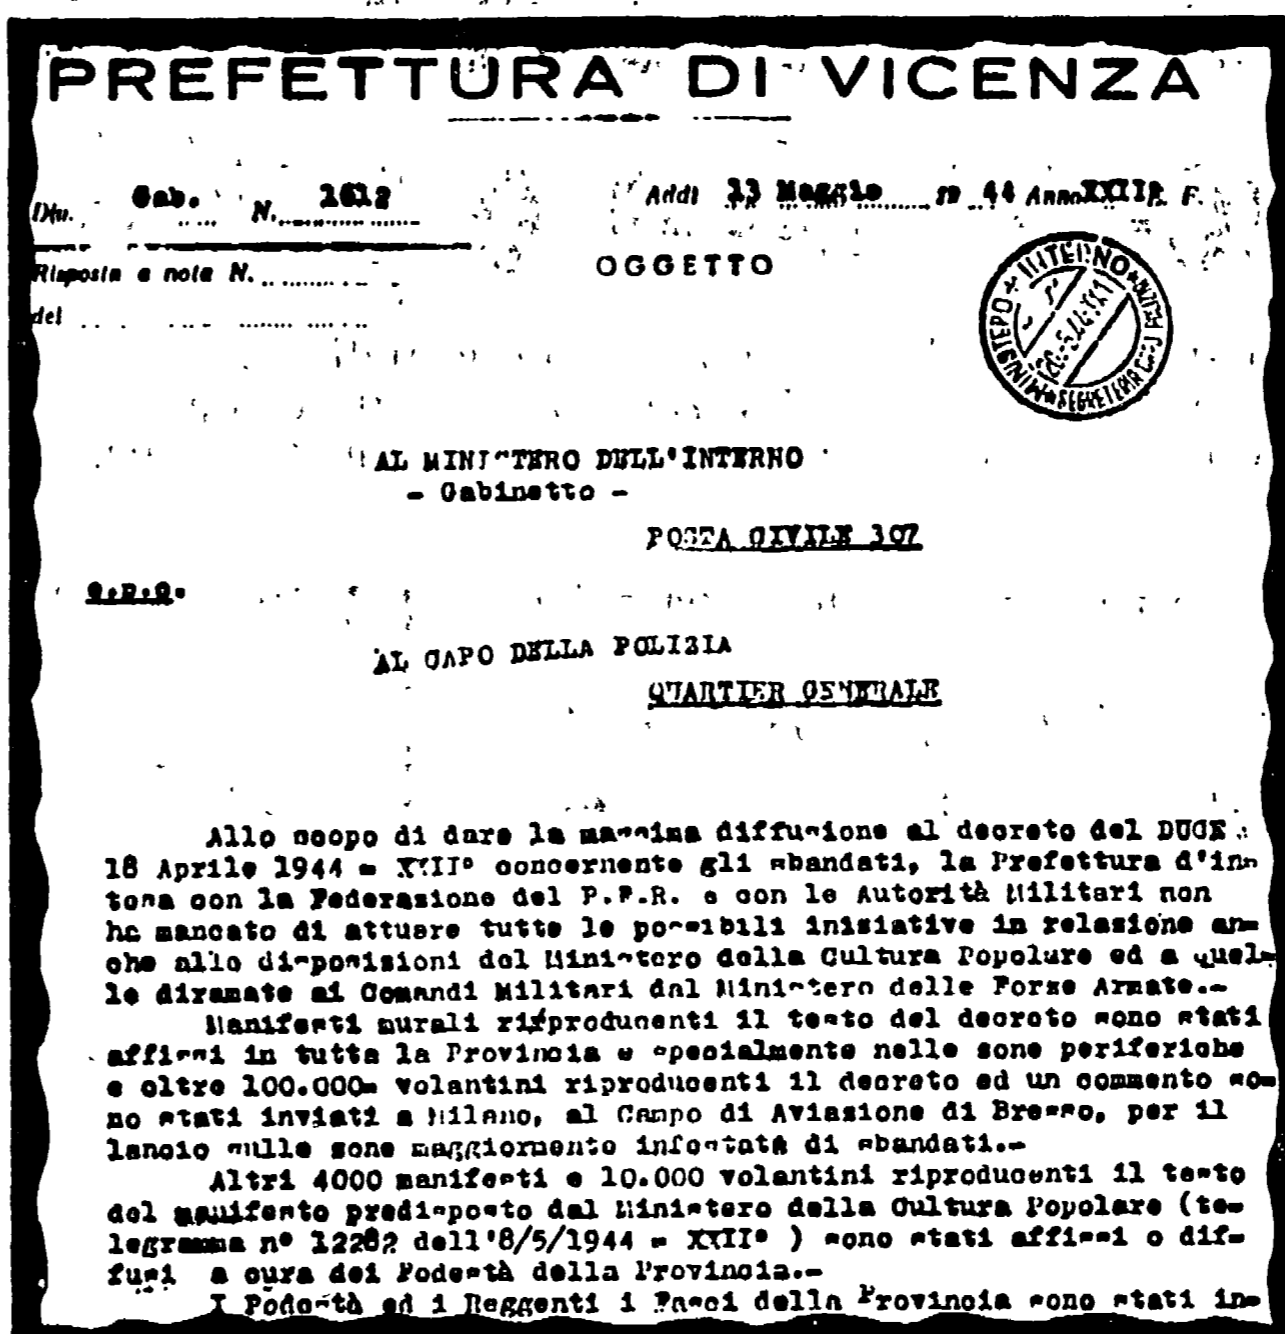 PREFETTURA DI VICENZA
Div. Gab. N. 1612
Addì 13 Maggio 19 44 Anno XXII° E. F.
Risposta a nota N.
del
OGGETTO
MINISTERO INTERNO
20.5.44.XXII
AL MINISTERO DELL'INTERNO
- Gabinetto -
POSTA CIVILE 307
e.p.c.
AL CAPO DELLA POLIZIA
QUARTIER GENERALE
Allo scopo di dare la massima diffusione al decreto del DUCE
18 Aprile 1944 = XXII° concernente gli sbandati, la Prefettura d'in=
tesa con la Federazione del P.F.R. e con le Autorità Militari non
ha mancato di attuare tutte le possibili iniziative in relazione an=
che alle disposizioni del Ministero della Cultura Popolare ed a quel=
le diramate ai Comandi Militari dal Ministero delle Forze Armate.=
Manifesti murali riproducenti il testo del decreto sono stati
affissi in tutta la Provincia e specialmente nelle zone periferiche
e oltre 100.000= volantini riproducenti il decreto ed un commento so=
no stati inviati a Milano, al Campo di Aviazione di Bresso, per il
lancio sulle zone maggiormente infestate di sbandati.=
Altri 4000 manifesti e 10.000 volantini riproducenti il testo
del manifesto predisposto dal Ministero della Cultura Popolare (te=
legramma n° 12282 dell'8/5/1944 = XXII° ) sono stati affissi o dif=
fusi a cura dei Podestà della Provincia.=
I Podestà ed i Reggenti i Fasci della Provincia sono stati in=